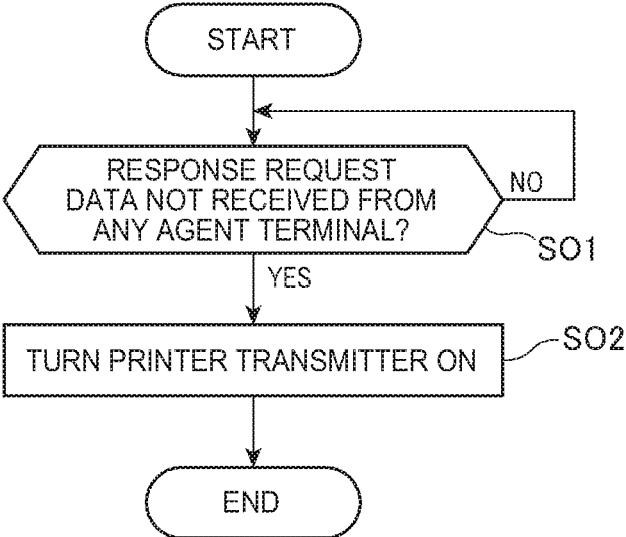 START
RESPONSE REQUEST
DATA NOT RECEIVED FROM
ANY AGENT TERMINAL?
NO
SO1
YES
TURN PRINTER TRANSMITTER ON
SO2
END